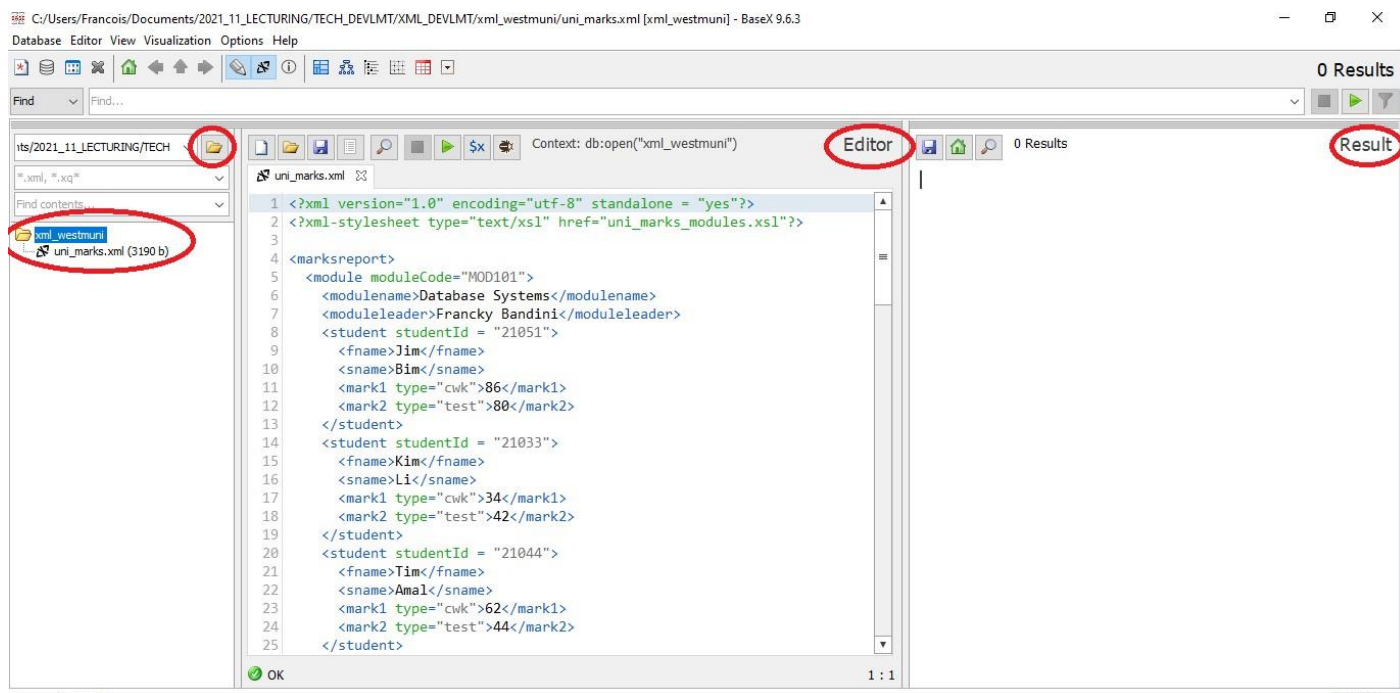 C:/Users/Francois/Documents/2021_11_LECTURING/TECH_DEVLMT/XML_DEVLMT/xml_westmuni/uni_marks.xml [xml_westmuni] - BaseX 9.6.3
Database Editor View Visualization Options Help
0 Results
Find Find...
nts/2021_11_LECTURING/TECH
Context: db:open("xml_westmuni")
Editor
0 Results
Result
*.xml, *.xq*
uni_marks.xml
Find contents...
xml_westmuni
uni_marks.xml (3190 b)
1 <?xml version="1.0" encoding="utf-8" standalone = "yes"?>
2 <?xml-stylesheet type="text/xsl" href="uni_marks_modules.xsl"?>
3
4 <marksreport>
5 <module moduleCode="MOD101">
6 <modulename>Database Systems</modulename>
7 <moduleleader>Francky Bandini</moduleleader>
8 <student studentId = "21051">
9 <fname>Jim</fname>
10 <sname>Bim</sname>
11 <mark1 type="cwk">86</mark1>
12 <mark2 type="test">80</mark2>
13 </student>
14 <student studentId = "21033">
15 <fname>Kim</fname>
16 <sname>Li</sname>
17 <mark1 type="cwk">34</mark1>
18 <mark2 type="test">42</mark2>
19 </student>
20 <student studentId = "21044">
21 <fname>Tim</fname>
22 <sname>Amal</sname>
23 <mark1 type="cwk">62</mark1>
24 <mark2 type="test">44</mark2>
25 </student>
OK
1 : 1